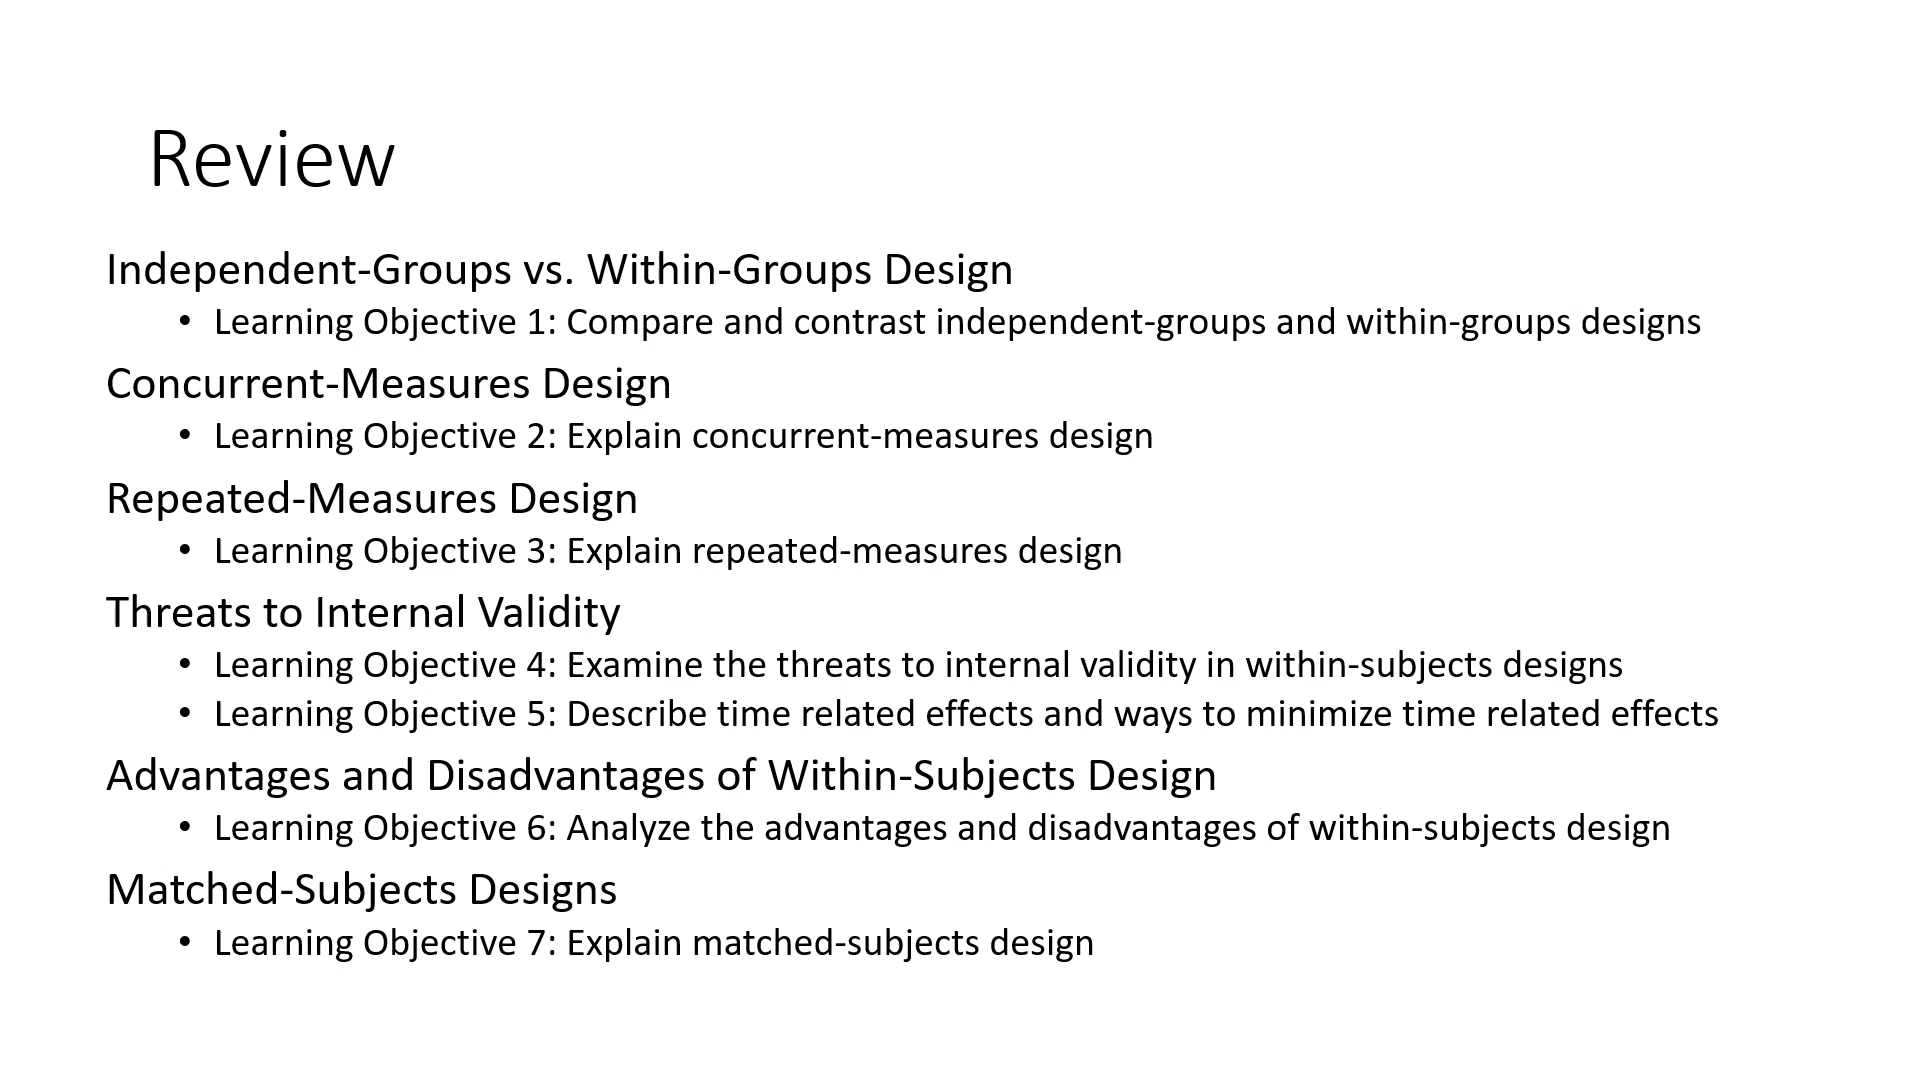 Review
Independent-Groups vs. Within-Groups Design
• Learning Objective 1: Compare and contrast independent-groups and within-groups designs
Concurrent-Measures Design
• Learning Objective 2: Explain concurrent-measures design
Repeated-Measures Design
• Learning Objective 3: Explain repeated-measures design
Threats to Internal Validity
• Learning Objective 4: Examine the threats to internal validity in within-subjects designs
• Learning Objective 5: Describe time related effects and ways to minimize time related effects
Advantages and Disadvantages of Within-Subjects Design
• Learning Objective 6: Analyze the advantages and disadvantages of within-subjects design
Matched-Subjects Designs
• Learning Objective 7: Explain matched-subjects design